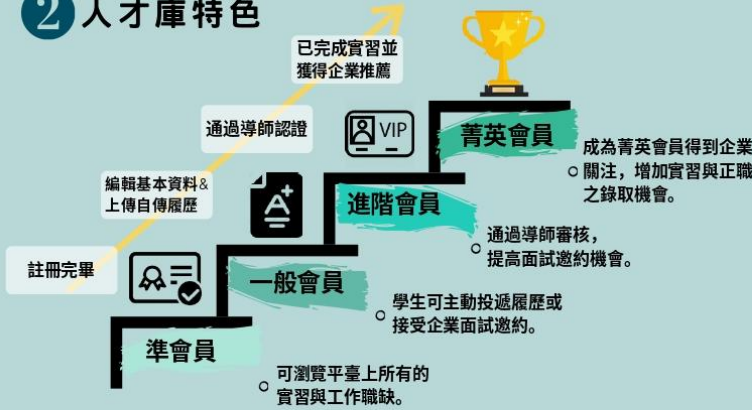 2 人才庫特色
已完成實習並
獲得企業推薦
通過導師認證
VIP
菁英會員
成為菁英會員得到企業
關注，增加實習與正職
之錄取機會。
編輯基本資料&
上傳自傳履歷
A+
進階會員
通過導師審核，
提高面試邀約機會。
註冊完畢
一般會員
學生可主動投遞履歷或
接受企業面試邀約。
準會員
可瀏覽平臺上所有的
實習與工作職缺。